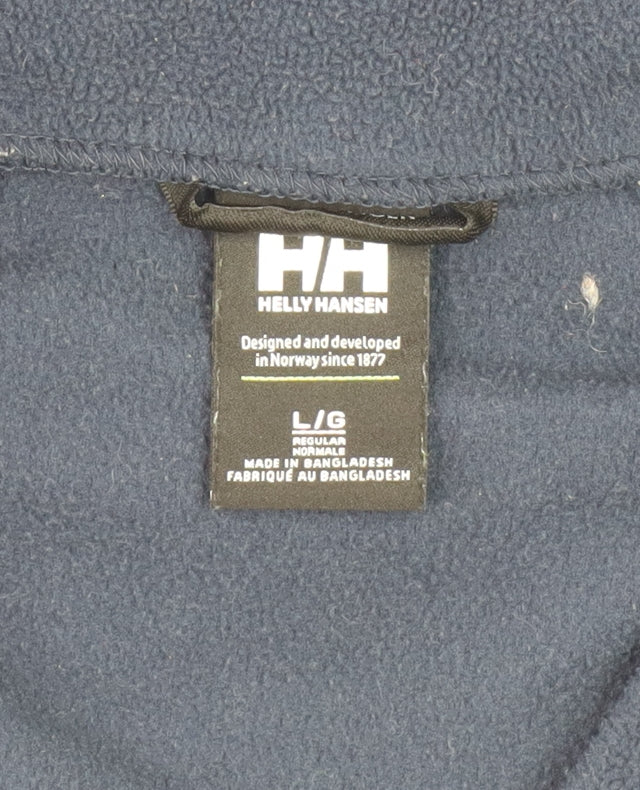 HH
HELLY HANSEN
Designed and developed
in Norway since 1877
L/G
REGULAR
NORMALE
MADE IN BANGLADESH
FABRIQUÉ AU BANGLADESH